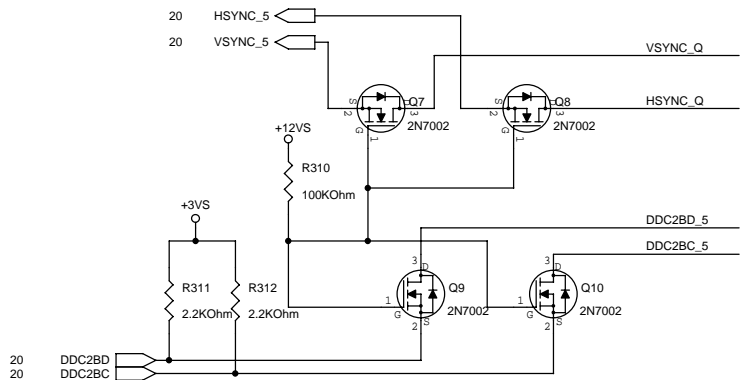 20 HSYNC_5
20 VSYNC_5
VSYNC_Q
S D Q7
2 3
G 1
2N7002
S D Q8
2 3
G 1
2N7002
HSYNC_Q
+12VS
R310
100KOhm
+3VS
DDC2BD_5
DDC2BC_5
R311
2.2KOhm
R312
2.2KOhm
3 D
1 G
2 S
Q9
2N7002
3 D
1 G
2 S
Q10
2N7002
20 DDC2BD
20 DDC2BC